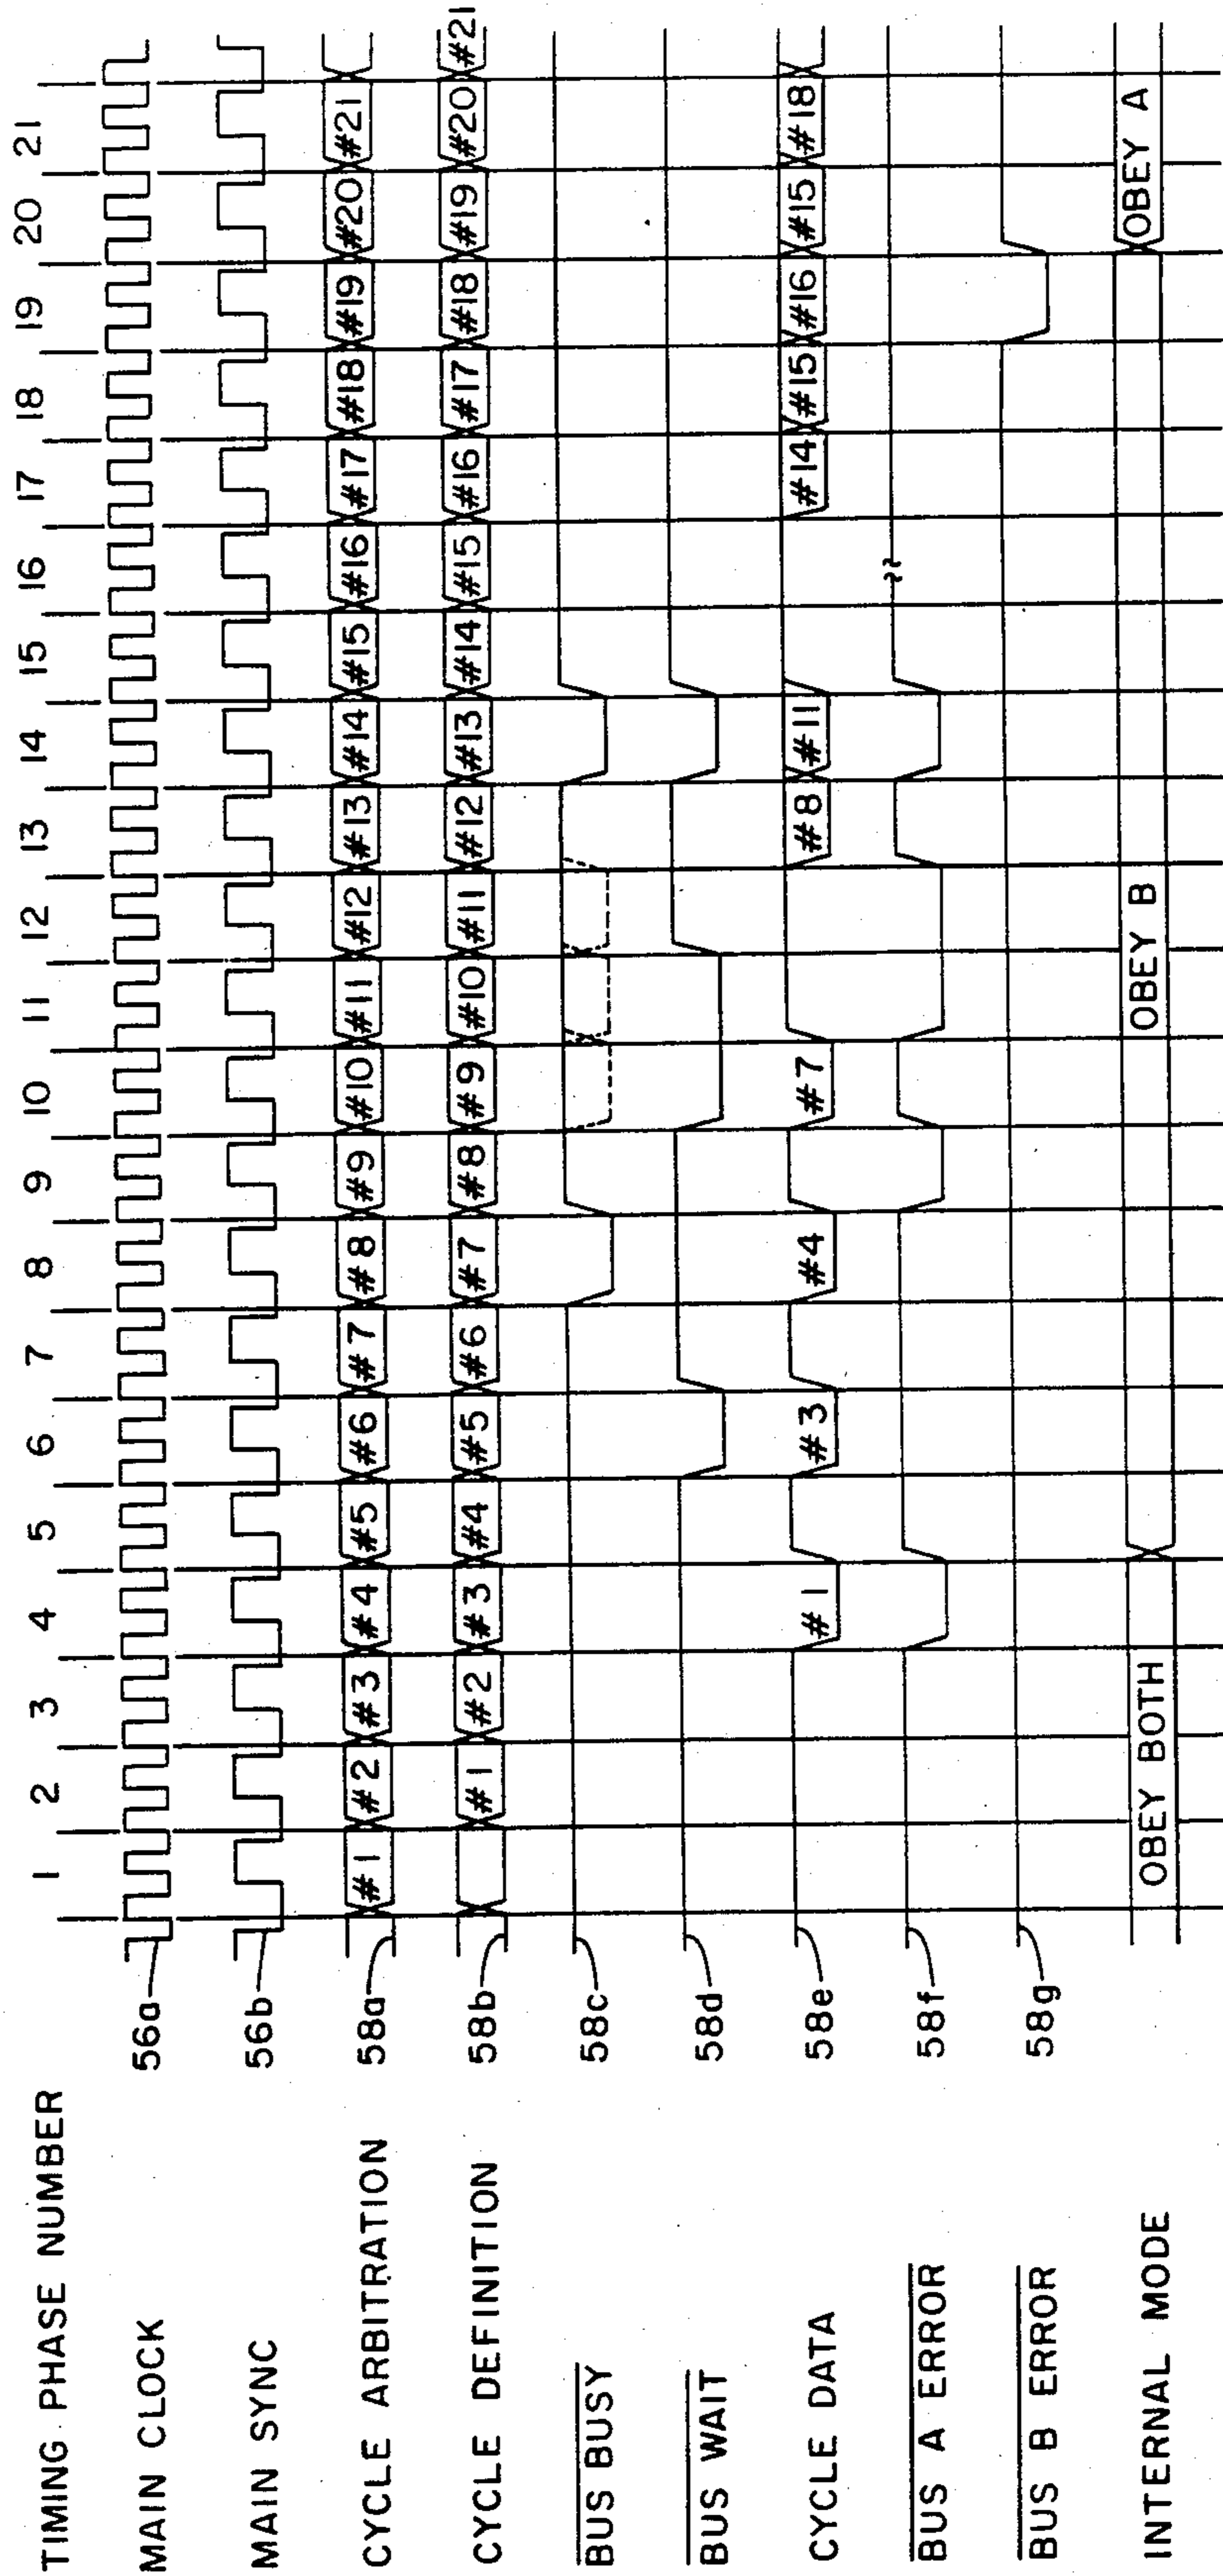 TIMING PHASE NUMBER 1 2 3 4 5 6 7 8 9 10 11 12 13 14 15 16 17 18 19 20 21
MAIN CLOCK 56a
MAIN SYNC 56b
CYCLE ARBITRATION 58a #1 #2 #3 #4 #5 #6 #7 #8 #9 #10 #11 #12 #13 #14 #15 #16 #17 #18 #19 #20 #21
CYCLE DEFINITION 58b #1 #2 #3 #4 #5 #6 #7 #8 #9 #10 #11 #12 #13 #14 #15 #16 #17 #18 #19 #20 #21
BUS BUSY 58c
BUS WAIT 58d
CYCLE DATA 58e #1 #3 #4 #7 #8 #11 #14 #15 #16 #15 #18
BUS A ERROR 58f
BUS B ERROR 58g
INTERNAL MODE OBEY BOTH OBEY B OBEY A